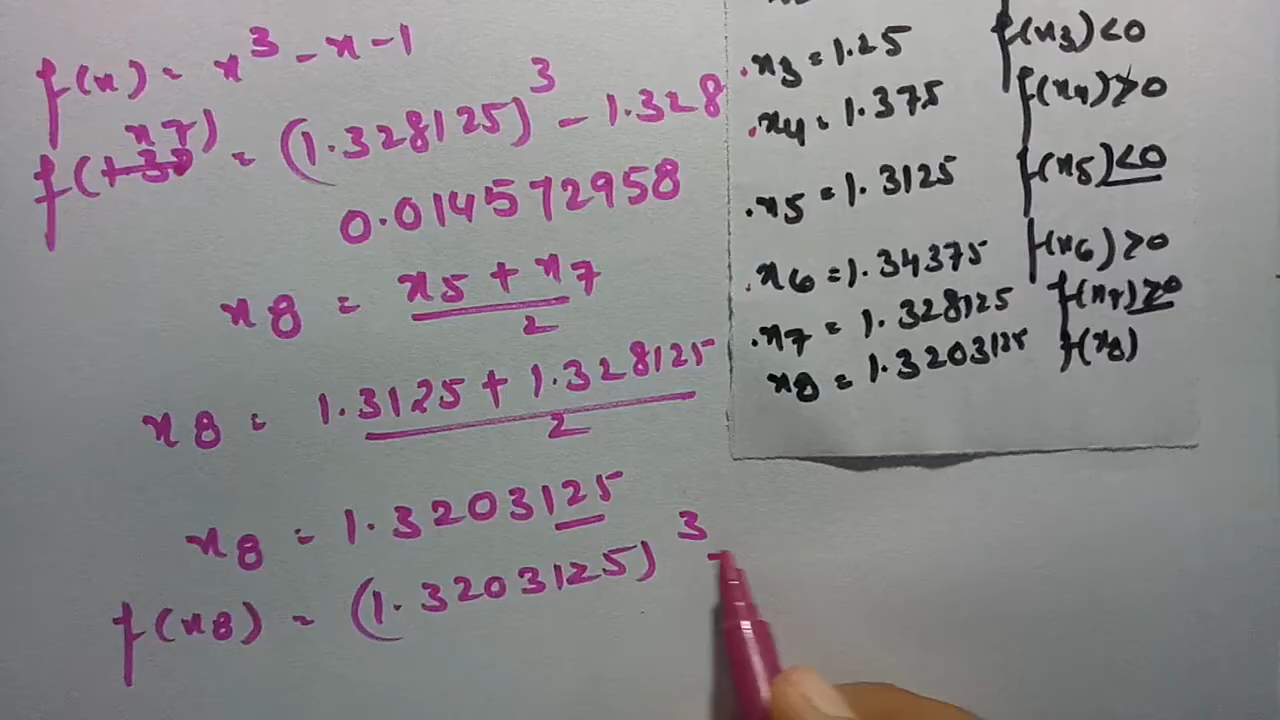 f(x) = x³ - x - 1
x7)
f( = (1.328125)³ - 1.328
0.014572958
x8 = x5 + x7
2
x8 = 1.3125 + 1.328125
2
x8 = 1.3203125
f(x8) = (1.3203125)³ -
.x3 = 1.25 f(x3)<0
.x4 = 1.375 f(x4)>0
.x5 = 1.3125 f(x5)<0
.x6 = 1.34375 f(x6)>0
.x7 = 1.328125 f(x7)>0
x8 = 1.3203125 f(x8)